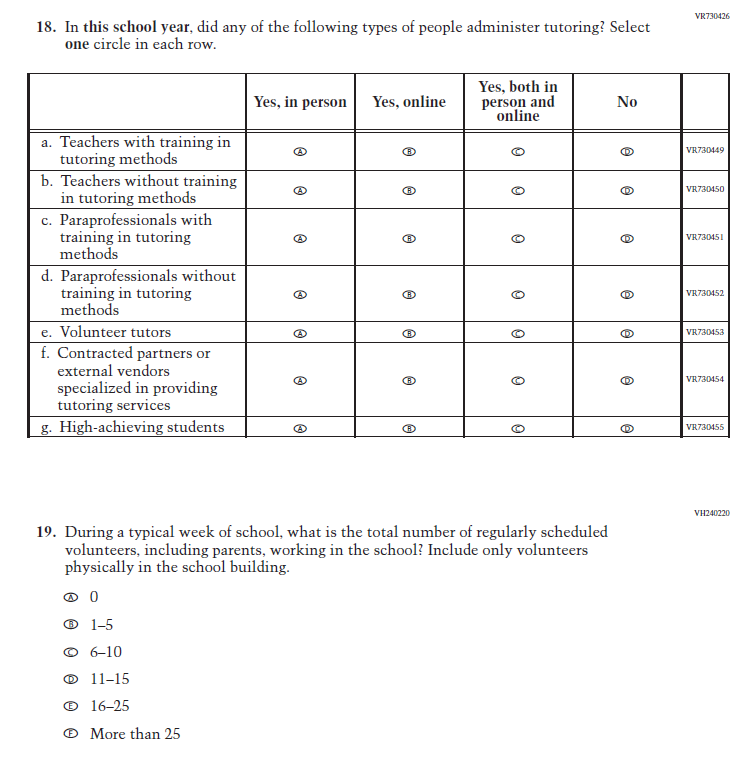 VR730426
18. In this school year, did any of the following types of people administer tutoring? Select
one circle in each row.
Yes, in person Yes, online Yes, both in person and online No
a. Teachers with training in
tutoring methods
Ⓐ Ⓑ Ⓒ Ⓓ VR730449
b. Teachers without training
in tutoring methods
Ⓐ Ⓑ Ⓒ Ⓓ VR730450
c. Paraprofessionals with
training in tutoring
methods
Ⓐ Ⓑ Ⓒ Ⓓ VR730451
d. Paraprofessionals without
training in tutoring
methods
Ⓐ Ⓑ Ⓒ Ⓓ VR730452
e. Volunteer tutors Ⓐ Ⓑ Ⓒ Ⓓ VR730453
f. Contracted partners or
external vendors
specialized in providing
tutoring services
Ⓐ Ⓑ Ⓒ Ⓓ VR730454
g. High-achieving students Ⓐ Ⓑ Ⓒ Ⓓ VR730455
VH240220
19. During a typical week of school, what is the total number of regularly scheduled
volunteers, including parents, working in the school? Include only volunteers
physically in the school building.
Ⓐ 0
Ⓑ 1–5
Ⓒ 6–10
Ⓓ 11–15
Ⓔ 16–25
Ⓕ More than 25